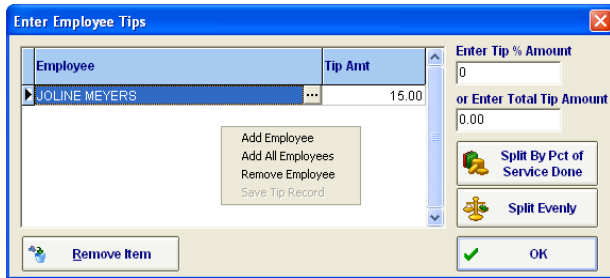 Enter Employee Tips
Employee Tip Amt
JOLINE MEYERS ... 15.00
Add Employee
Add All Employees
Remove Employee
Save Tip Record
Enter Tip % Amount
0
or Enter Total Tip Amount
0.00
Split By Pct of
Service Done
Split Evenly
Remove Item
OK